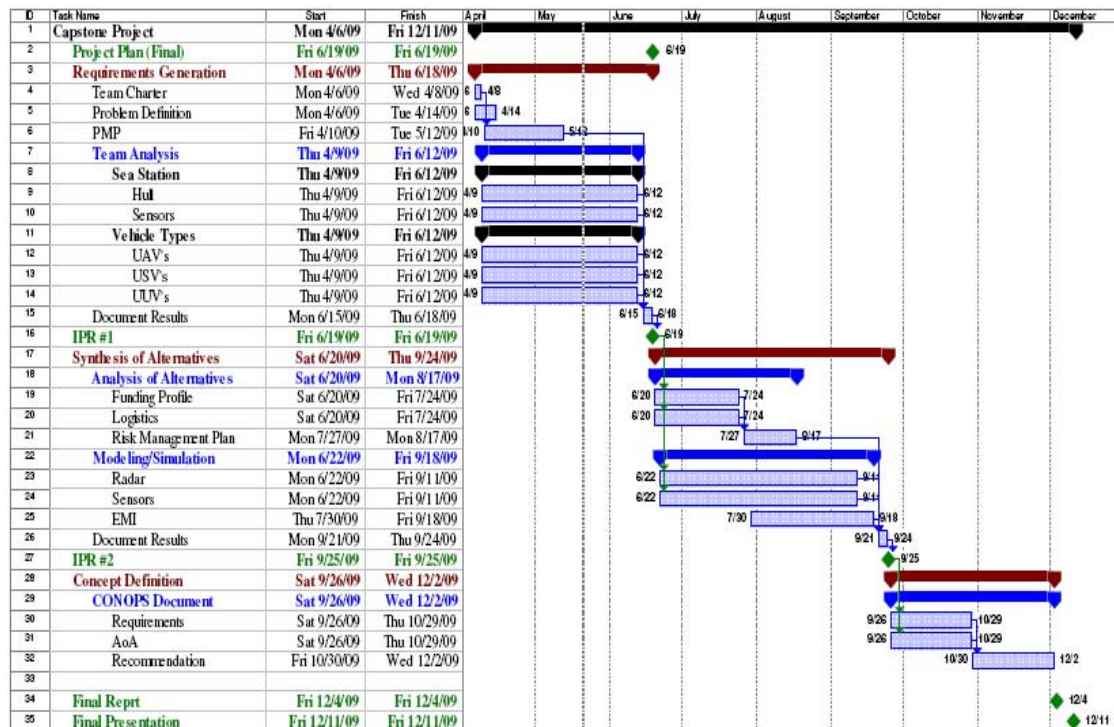 ID Task Name Start Finish April May June July August September October November December
1 Capstone Project Mon 4/6/09 Fri 12/11/09
2 Project Plan (Final) Fri 6/19/09 Fri 6/19/09 6/19
3 Requirements Generation Mon 4/6/09 Thu 6/18/09
4 Team Charter Mon 4/6/09 Wed 4/8/09 6 4/8
5 Problem Definition Mon 4/6/09 Tue 4/14/09 6 4/14
6 PMP Fri 4/10/09 Tue 5/12/09 4/10 5/12
7 Team Analysis Thu 4/9/09 Fri 6/12/09
8 Sea Station Thu 4/9/09 Fri 6/12/09
9 Hull Thu 4/9/09 Fri 6/12/09 4/9 6/12
10 Sensors Thu 4/9/09 Fri 6/12/09 4/9 6/12
11 Vehicle Types Thu 4/9/09 Fri 6/12/09
12 UAV's Thu 4/9/09 Fri 6/12/09 4/9 6/12
13 USV's Thu 4/9/09 Fri 6/12/09 4/9 6/12
14 UUV's Thu 4/9/09 Fri 6/12/09 4/9 6/12
15 Document Results Mon 6/15/09 Thu 6/18/09 6/15 6/18
16 IPR #1 Fri 6/19/09 Fri 6/19/09 6/19
17 Synthesis of Alternatives Sat 6/20/09 Thu 9/24/09
18 Analysis of Alternatives Sat 6/20/09 Mon 8/17/09
19 Funding Profile Sat 6/20/09 Fri 7/24/09 6/20 7/24
20 Logistics Sat 6/20/09 Fri 7/24/09 6/20 7/24
21 Risk Management Plan Mon 7/27/09 Mon 8/17/09 7/27 8/17
22 Modeling/Simulation Mon 6/22/09 Fri 9/18/09
23 Radar Mon 6/22/09 Fri 9/11/09 6/22 9/11
24 Sensors Mon 6/22/09 Fri 9/11/09 6/22 9/11
25 EMI Thu 7/30/09 Fri 9/18/09 7/30 9/18
26 Document Results Mon 9/21/09 Thu 9/24/09 9/21 9/24
27 IPR #2 Fri 9/25/09 Fri 9/25/09 9/25
28 Concept Definition Sat 9/26/09 Wed 12/2/09
29 CONOPS Document Sat 9/26/09 Wed 12/2/09
30 Requirements Sat 9/26/09 Thu 10/29/09 9/26 10/29
31 AoA Sat 9/26/09 Thu 10/29/09 9/26 10/29
32 Recommendation Fri 10/30/09 Wed 12/2/09 10/30 12/2
33
34 Final Reprt Fri 12/4/09 Fri 12/4/09 12/4
35 Final Presentation Fri 12/11/09 Fri 12/11/09 12/11